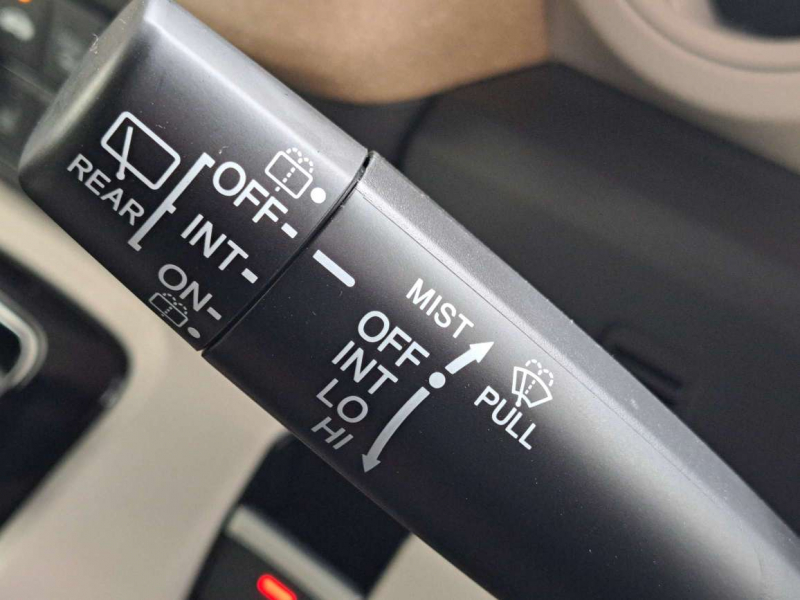 REAR
OFF-
INT-
ON-
MIST
OFF
INT
LO
HI
PULL